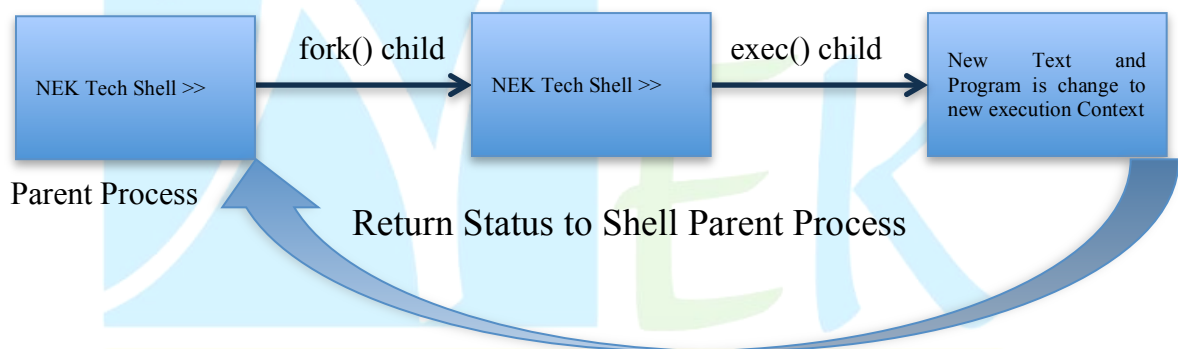 fork() child
exec() child
NEK Tech Shell >>
NEK Tech Shell >>
New Text and
Program is change to
new execution Context
Parent Process
Return Status to Shell Parent Process
NEK